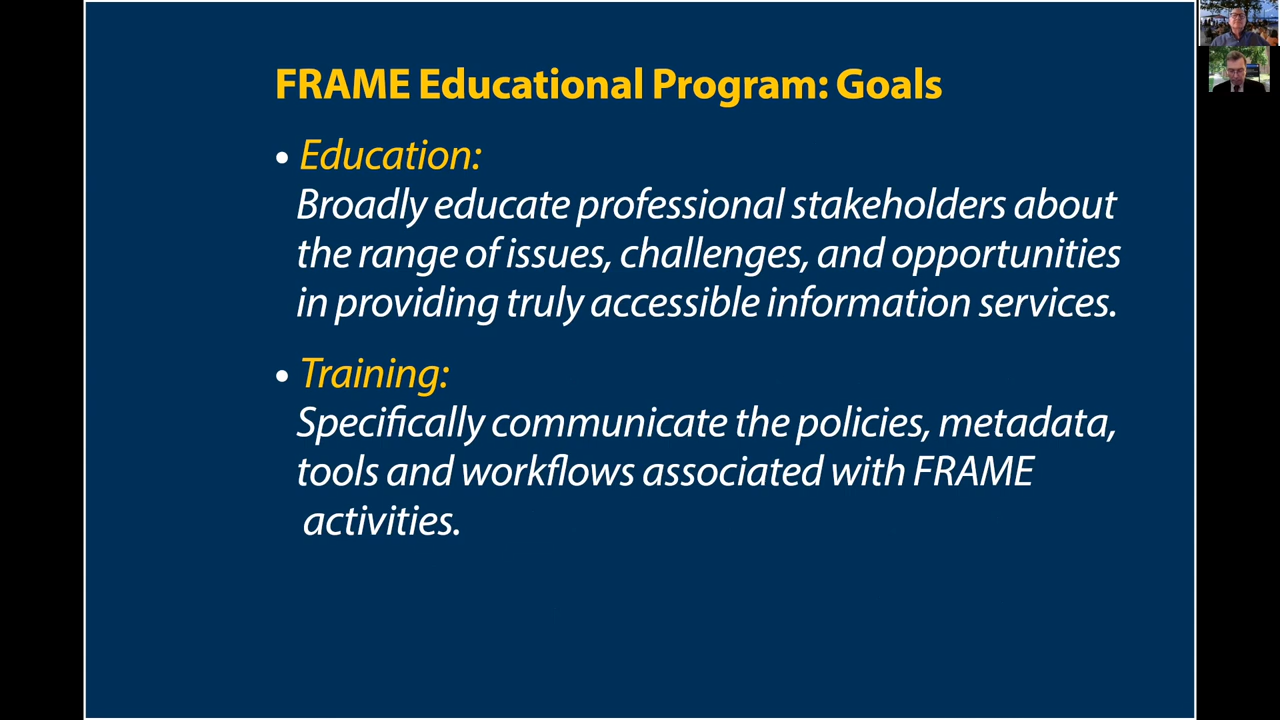 FRAME Educational Program: Goals
• Education:
Broadly educate professional stakeholders about
the range of issues, challenges, and opportunities
in providing truly accessible information services.
• Training:
Specifically communicate the policies, metadata,
tools and workflows associated with FRAME
activities.